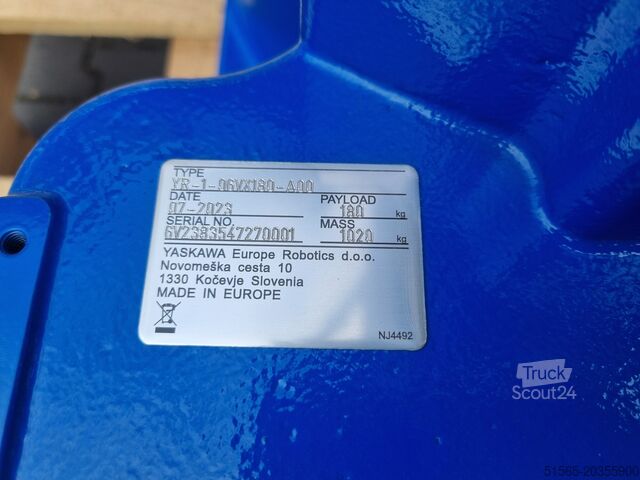 TYPE
YR-1-06VX180-A00
DATE PAYLOAD
07-2023 180 kg
SERIAL NO. MASS
6V2383547270001 1020 kg
YASKAWA Europe Robotics d.o.o.
Novomeška cesta 10
1330 Kočevje Slovenia
MADE IN EUROPE
NJ4492
Truck
Scout24
51565-20355900